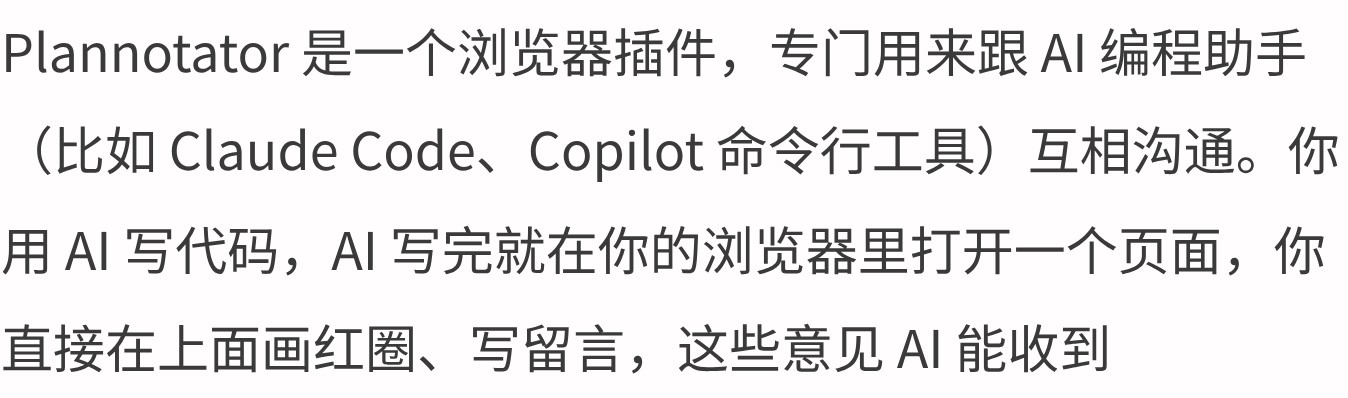 Plannotator 是一个浏览器插件，专门用来跟 AI 编程助手
（比如 Claude Code、Copilot 命令行工具）互相沟通。你
用 AI 写代码，AI 写完就在你的浏览器里打开一个页面，你
直接在上面画红圈、写留言，这些意见 AI 能收到